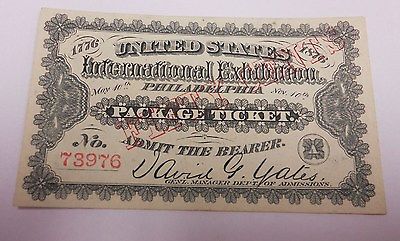 1776 1876
UNITED STATES
International Exhibition.
May 10th Nov. 10th
PHILADELPHIA
PACKAGE TICKET.
ADMIT THE BEARER.
No.
73976
David G. Yates.
GENL. MANAGER DEPT. OF ADMISSIONS.